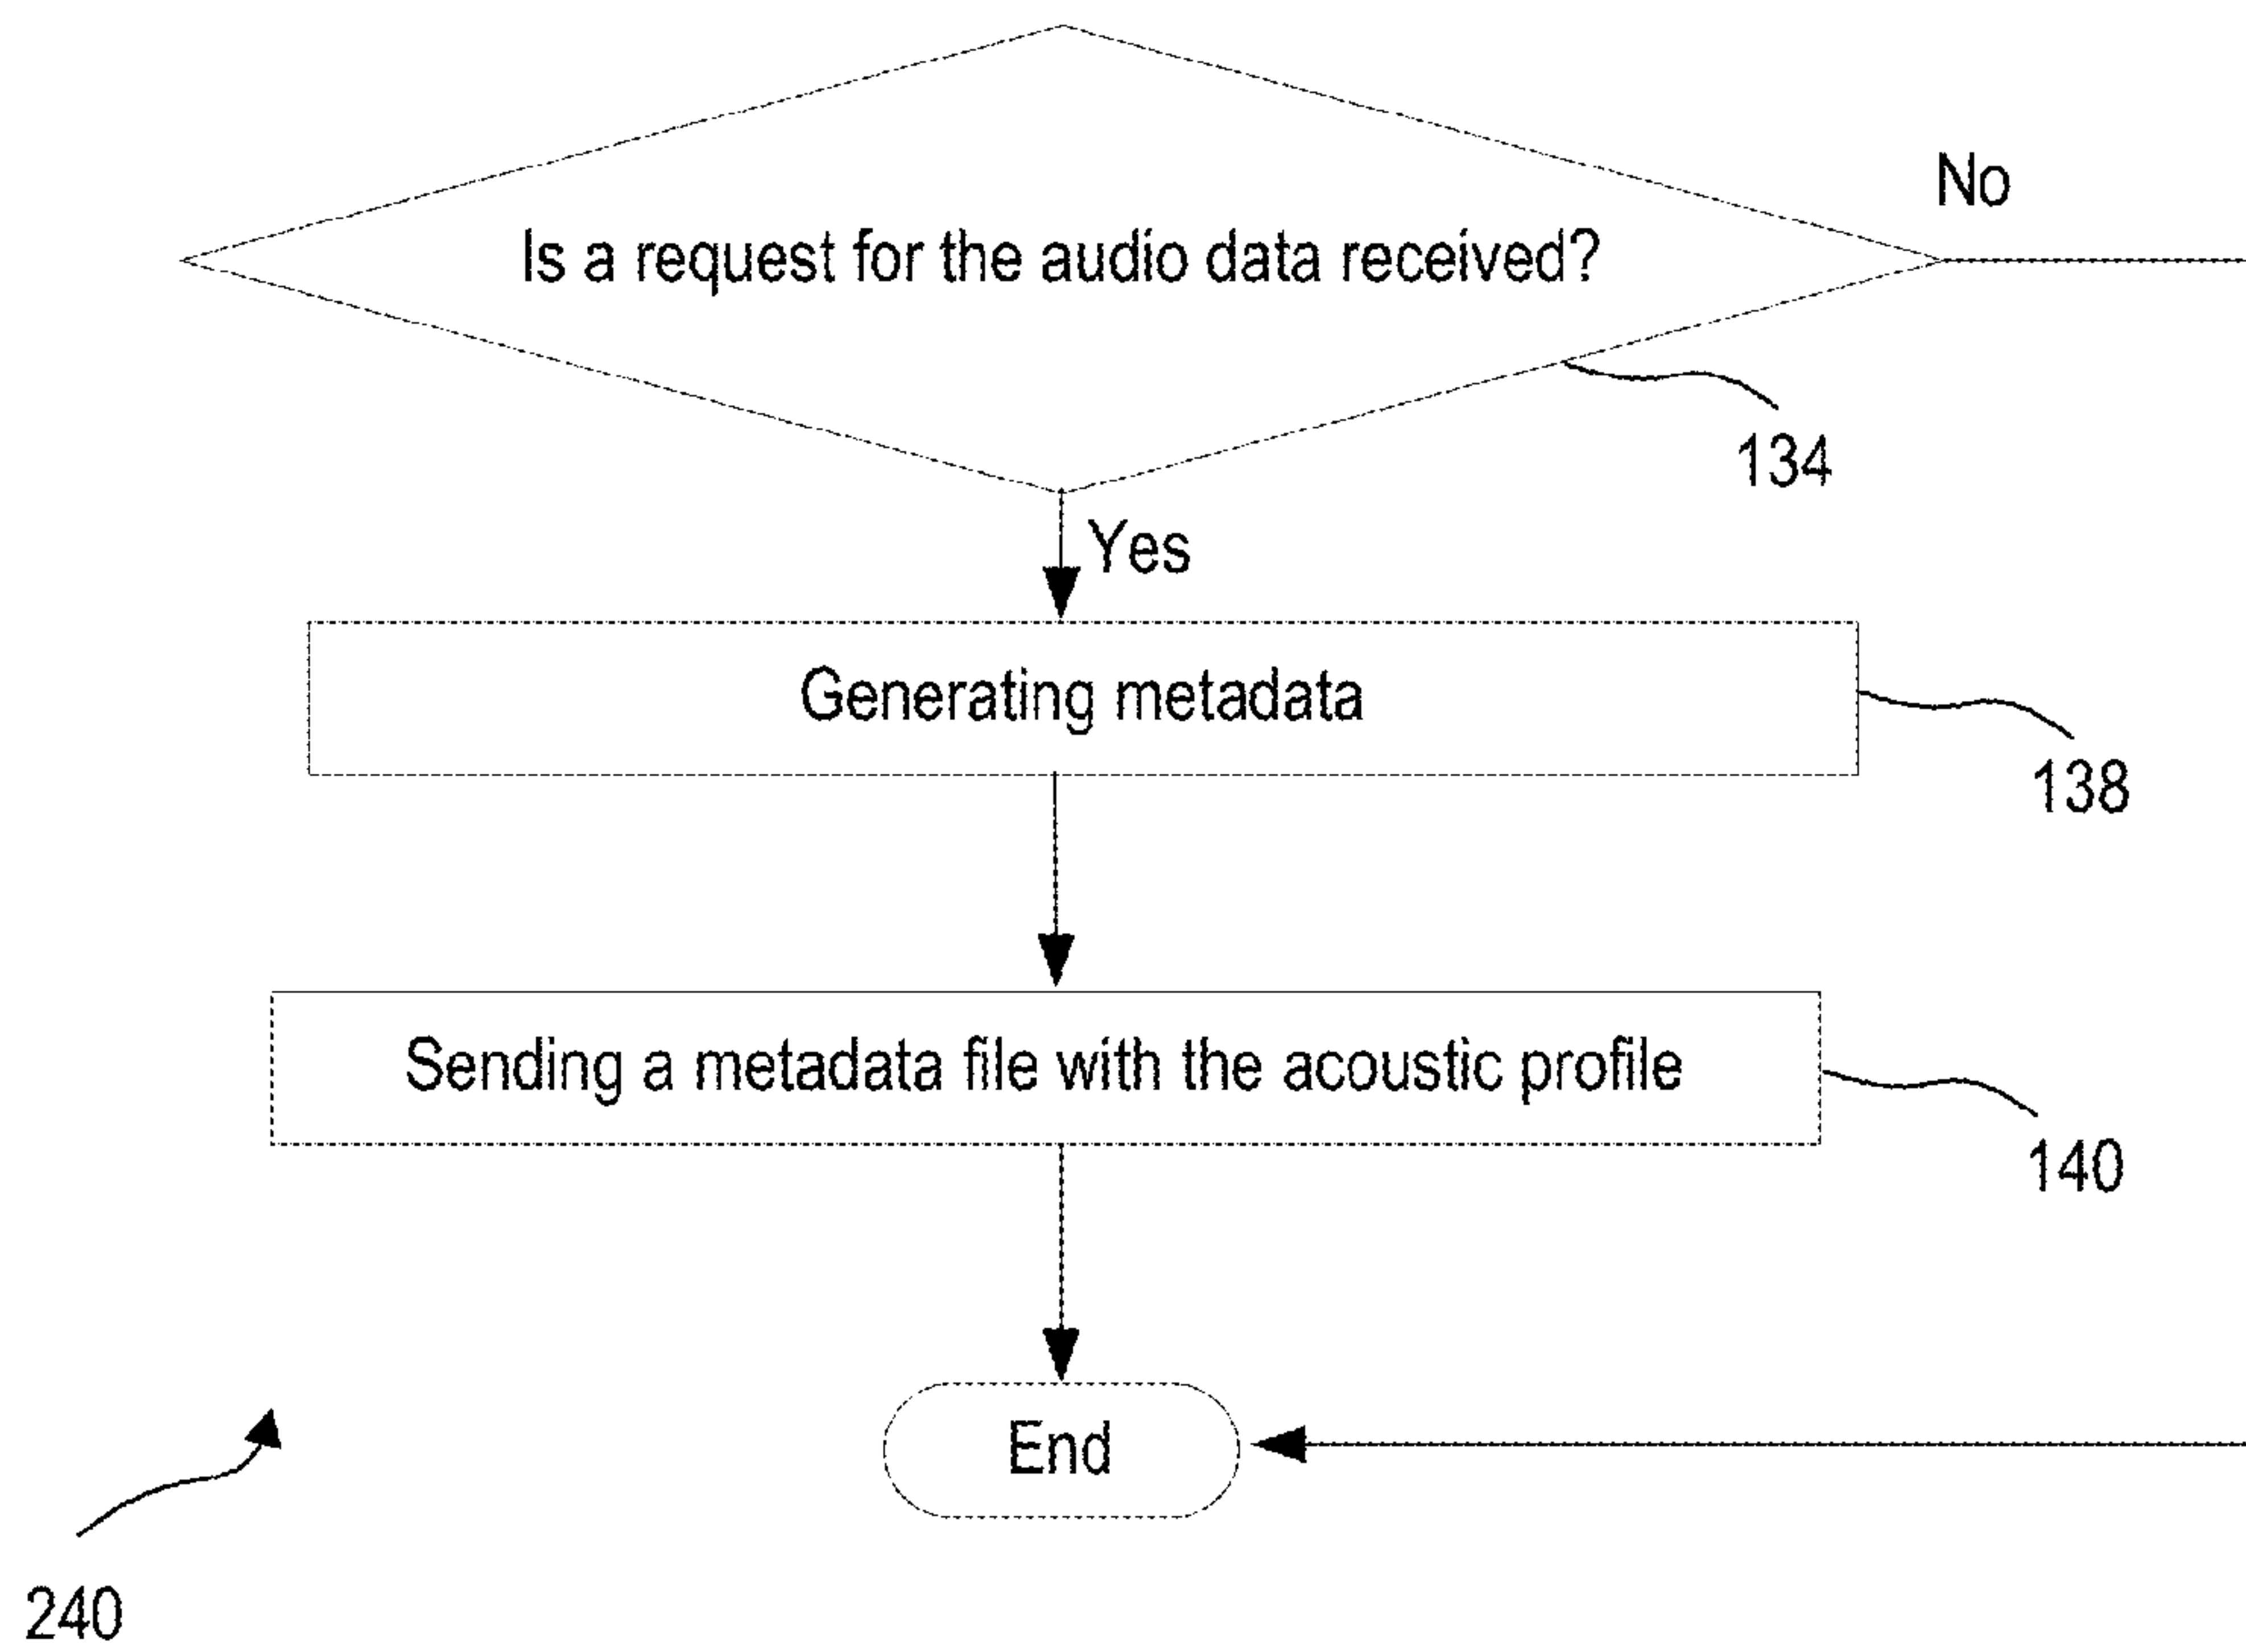 No
Is a request for the audio data received?
134
Yes
Generating metadata
138
Sending a metadata file with the acoustic profile
140
End
240